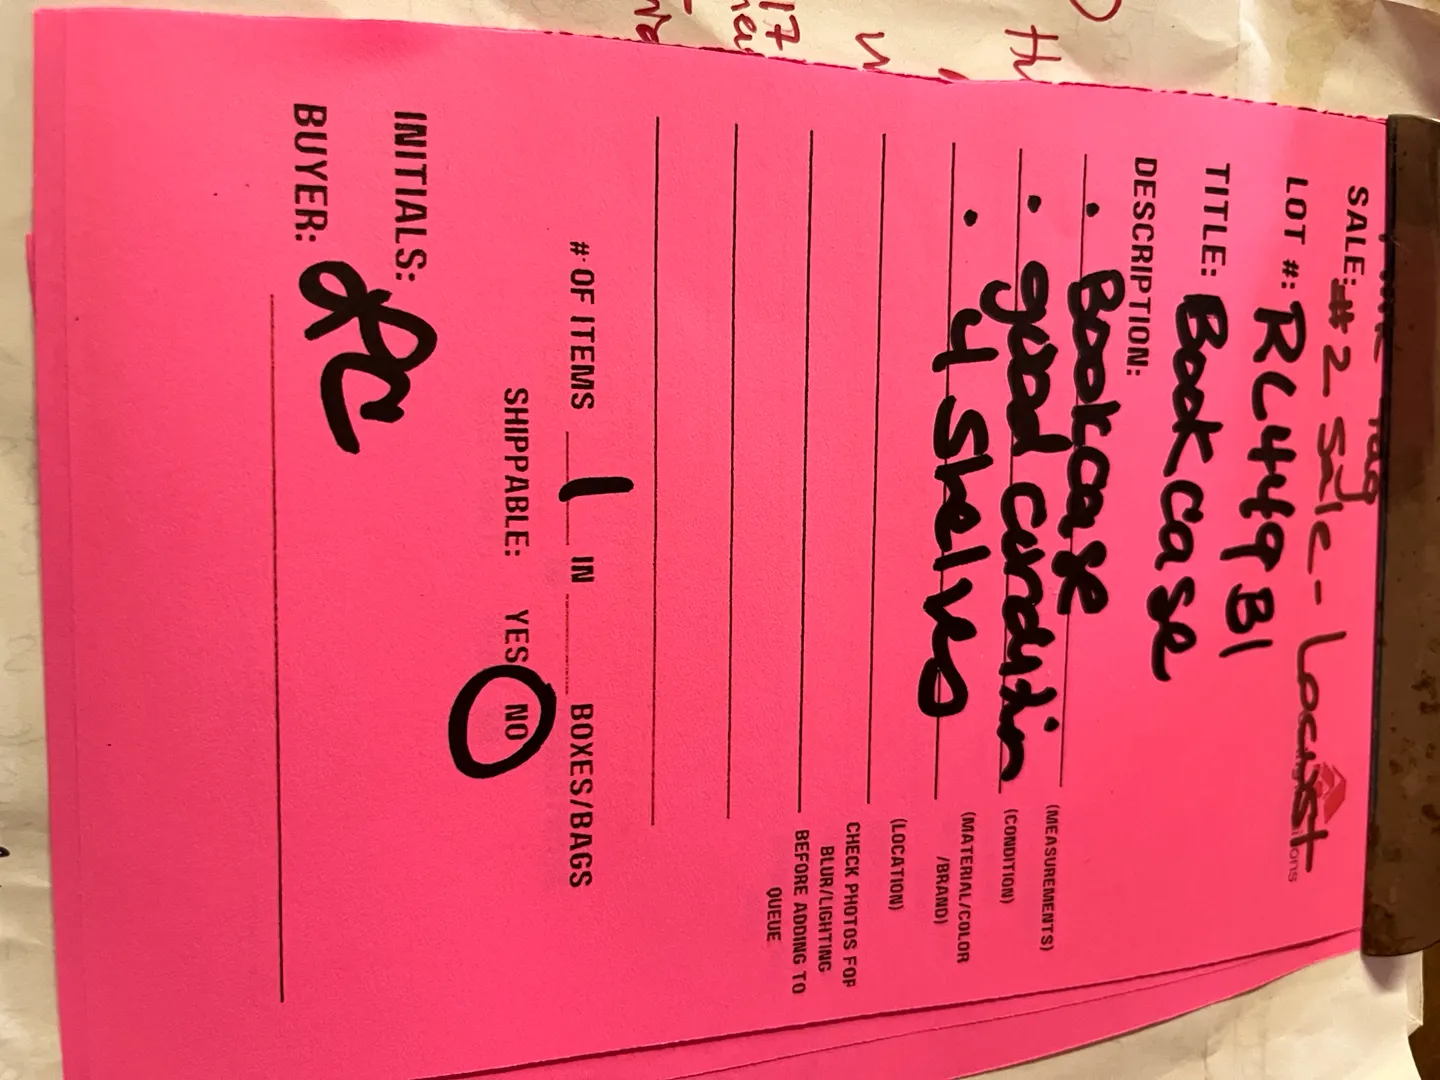 SALE: #2 Sale - Locust
LOT #: RL449B1
TITLE: Bookcase
DESCRIPTION:
• Bookcase (MEASUREMENTS)
• good condition (CONDITION)
• 4 Shelves (MATERIAL/COLOR
/BRAND)
(LOCATION)
CHECK PHOTOS FOR
BLUR/LIGHTING
BEFORE ADDING TO
QUEUE
# OF ITEMS 1 IN BOXES/BAGS
SHIPPABLE: YES NO
INITIALS:
BUYER: